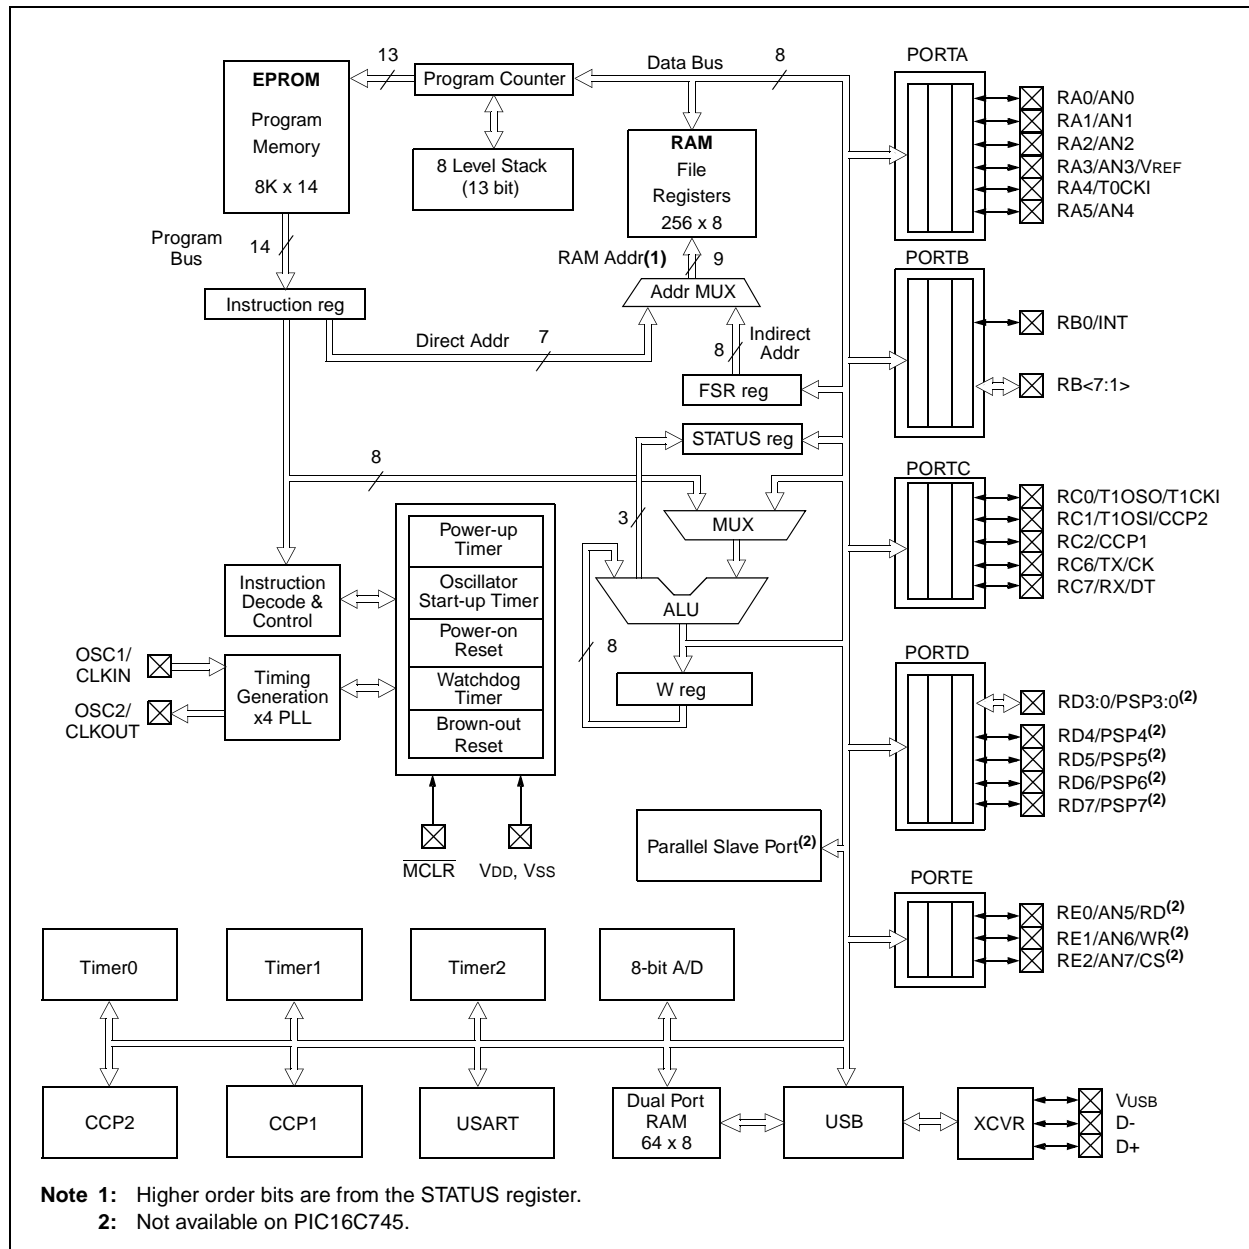 13
Data Bus
8
PORTA
EPROM
Program
Memory
8K x 14
Program Counter
8 Level Stack
(13 bit)
RAM
File
Registers
256 x 8
RA0/AN0
RA1/AN1
RA2/AN2
RA3/AN3/VREF
RA4/T0CKI
RA5/AN4
Program
Bus
14
RAM Addr(1)
9
PORTB
Instruction reg
Addr MUX
Direct Addr
7
8
Indirect
Addr
RB0/INT
RB<7:1>
FSR reg
STATUS reg
8
3
MUX
PORTC
RC0/T1OSO/T1CKI
RC1/T1OSI/CCP2
RC2/CCP1
RC6/TX/CK
RC7/RX/DT
Power-up
Timer
Oscillator
Start-up Timer
Power-on
Reset
Watchdog
Timer
Brown-out
Reset
Instruction
Decode &
Control
ALU
8
W reg
OSC1/
CLKIN
OSC2/
CLKOUT
Timing
Generation
x4 PLL
PORTD
RD3:0/PSP3:0(2)
RD4/PSP4(2)
RD5/PSP5(2)
RD6/PSP6(2)
RD7/PSP7(2)
MCLR
VDD, VSS
Parallel Slave Port(2)
PORTE
RE0/AN5/RD(2)
RE1/AN6/WR(2)
RE2/AN7/CS(2)
Timer0
Timer1
Timer2
8-bit A/D
CCP2
CCP1
USART
Dual Port
RAM
64 x 8
USB
XCVR
VUSB
D-
D+
Note 1: Higher order bits are from the STATUS register.
2: Not available on PIC16C745.